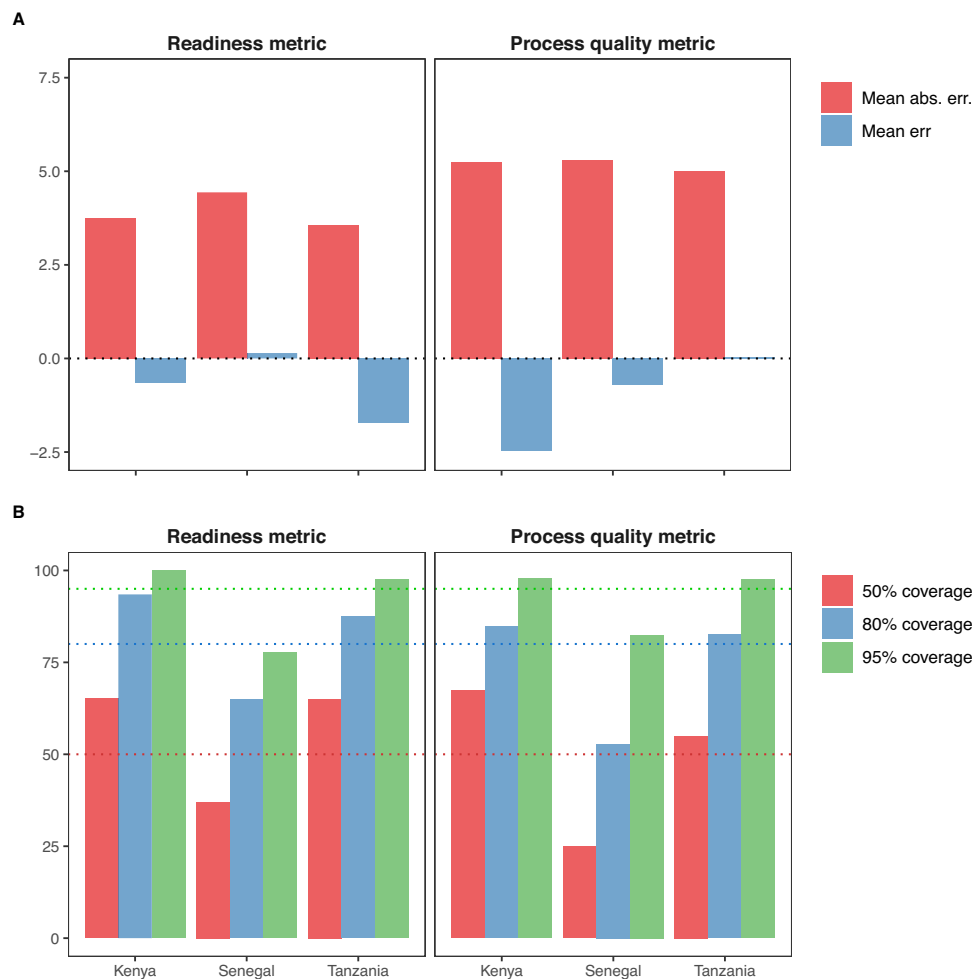 A
Readiness metric
Process quality metric
7.5
5.0
2.5
0.0
−2.5
Mean abs. err.
Mean err
B
Readiness metric
Process quality metric
100
75
50
25
0
50% coverage
80% coverage
95% coverage
Kenya Senegal Tanzania Kenya Senegal Tanzania